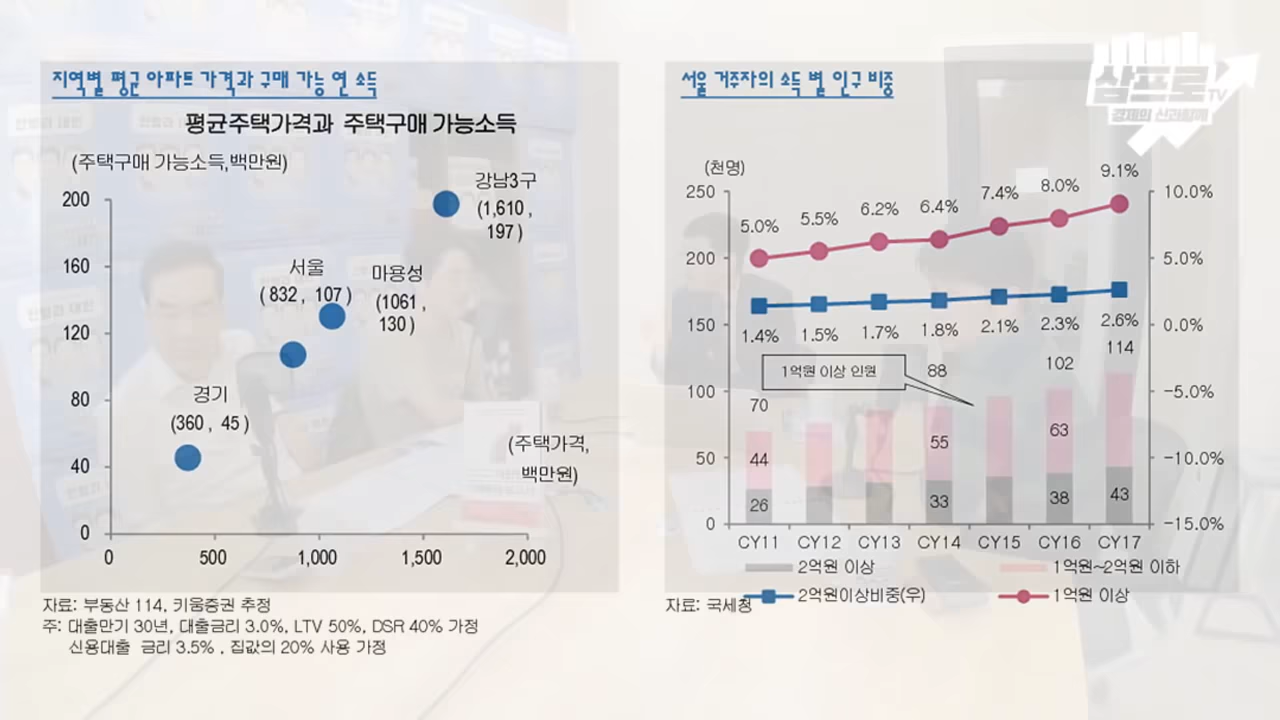 지역별 평균 아파트 가격과 구매 가능 연 소득
평균주택가격과 주택구매 가능소득
(주택구매 가능소득,백만원)
200
160
120
80
40
0
0
500
1,000
1,500
2,000
강남3구
(1,610 ,
197 )
서울
( 832 , 107 )
마용성
(1061 ,
130 )
경기
(360 , 45 )
(주택가격,
백만원)
자료: 부동산 114, 키움증권 추정
주: 대출만기 30년, 대출금리 3.0%, LTV 50%, DSR 40% 가정
신용대출 금리 3.5% , 집값의 20% 사용 가정
서울 거주자의 소득 별 인구 비중
(천명)
250
200
150
100
50
0
10.0%
5.0%
0.0%
-5.0%
-10.0%
-15.0%
5.0% 5.5% 6.2% 6.4% 7.4% 8.0% 9.1%
1.4% 1.5% 1.7% 1.8% 2.1% 2.3% 2.6%
1억원 이상 인원
70 88 102 114
44 55 63
26 33 38 43
CY11 CY12 CY13 CY14 CY15 CY16 CY17
2억원 이상
1억원~2억원 이하
2억원이상비중(우)
1억원 이상
자료: 국세청
삼프로TV
경제의 신과함께